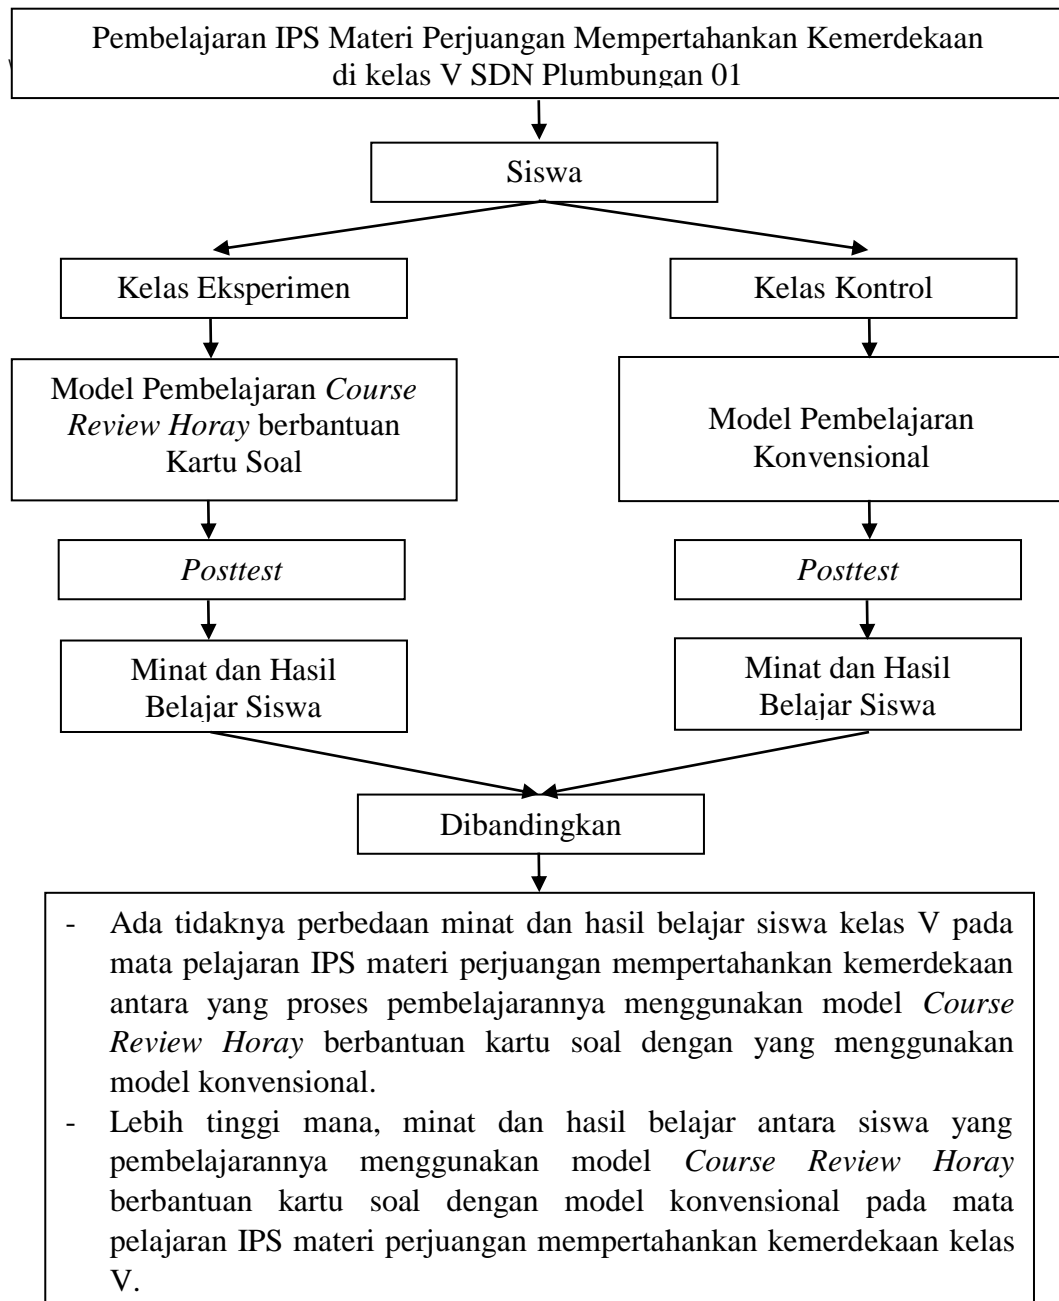 Pembelajaran IPS Materi Perjuangan Mempertahankan Kemerdekaan
di kelas V SDN Plumbungan 01
Siswa
Kelas Eksperimen
Kelas Kontrol
Model Pembelajaran Course
Review Horay berbantuan
Kartu Soal
Model Pembelajaran
Konvensional
Posttest
Posttest
Minat dan Hasil
Belajar Siswa
Minat dan Hasil
Belajar Siswa
Dibandingkan
- Ada tidaknya perbedaan minat dan hasil belajar siswa kelas V pada
mata pelajaran IPS materi perjuangan mempertahankan kemerdekaan
antara yang proses pembelajarannya menggunakan model Course
Review Horay berbantuan kartu soal dengan yang menggunakan
model konvensional.
- Lebih tinggi mana, minat dan hasil belajar antara siswa yang
pembelajarannya menggunakan model Course Review Horay
berbantuan kartu soal dengan model konvensional pada mata
pelajaran IPS materi perjuangan mempertahankan kemerdekaan kelas
V.